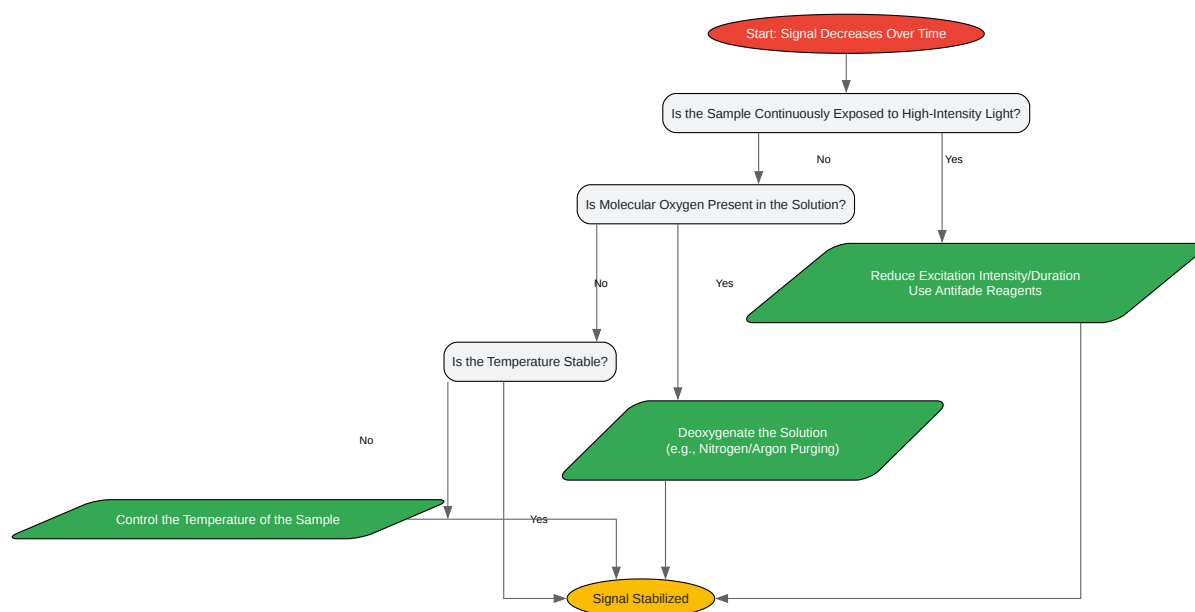 Start: Signal Decreases Over Time
Is the Sample Continuously Exposed to High-Intensity Light?
No
Yes
Is Molecular Oxygen Present in the Solution?
Reduce Excitation Intensity/Duration
Use Antifade Reagents
No
Yes
Is the Temperature Stable?
Deoxygenate the Solution
(e.g., Nitrogen/Argon Purging)
No
Control the Temperature of the Sample
Yes
Signal Stabilized